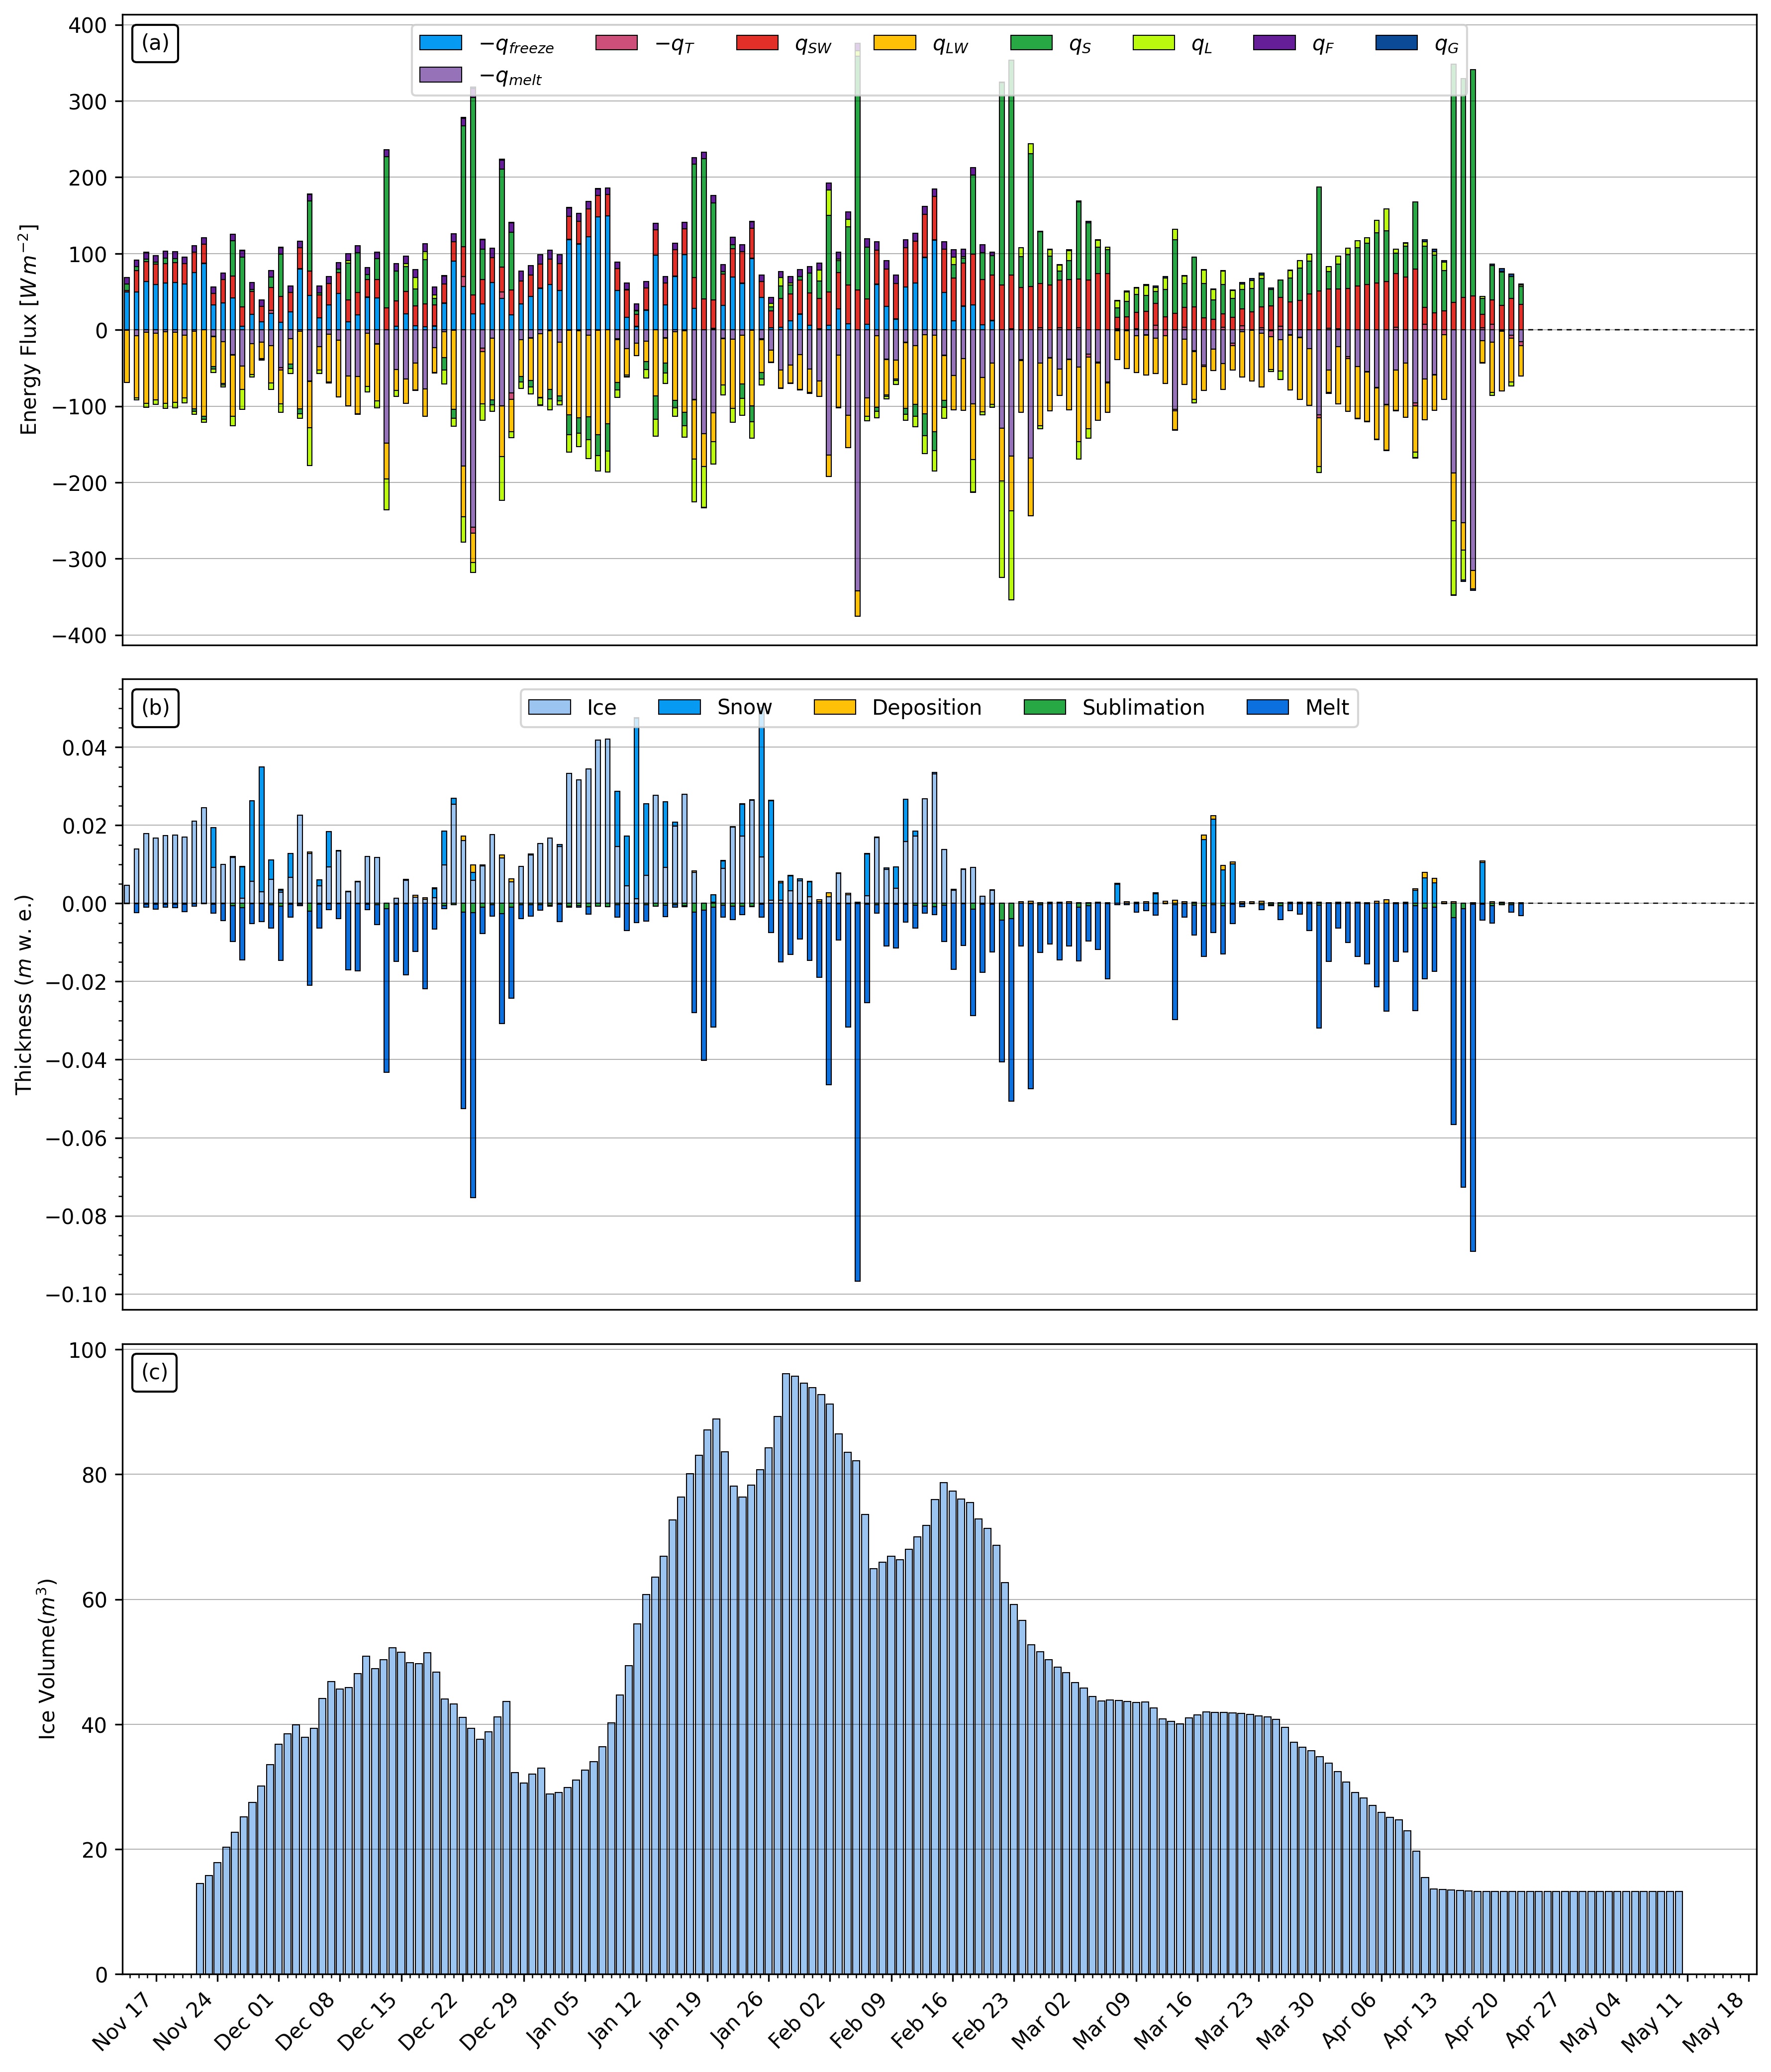 (a)
−q_freeze −q_T q_SW q_LW q_S q_L q_F q_G
−q_melt
Energy Flux [W m⁻²]
400
300
200
100
0
−100
−200
−300
−400
(b)
Ice Snow Deposition Sublimation Melt
Thickness (m w. e.)
0.04
0.02
0.00
−0.02
−0.04
−0.06
−0.08
−0.10
(c)
Ice Volume(m³)
100
80
60
40
20
0
Nov 17 Nov 24 Dec 01 Dec 08 Dec 15 Dec 22 Dec 29 Jan 05 Jan 12 Jan 19 Jan 26 Feb 02 Feb 09 Feb 16 Feb 23 Mar 02 Mar 09 Mar 16 Mar 23 Mar 30 Apr 06 Apr 13 Apr 20 Apr 27 May 04 May 11 May 18